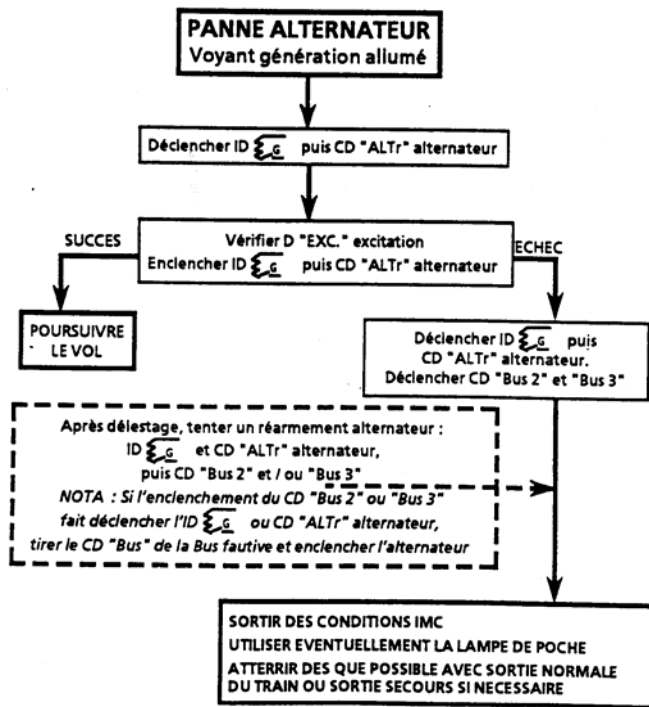 PANNE ALTERNATEUR
Voyant génération allumé
Déclencher ID G puis CD "ALTr" alternateur
SUCCES
Vérifier D "EXC." excitation
Enclencher ID G puis CD "ALTr" alternateur
ECHEC
POURSUIVRE
LE VOL
Déclencher ID G puis
CD "ALTr" alternateur.
Déclencher CD "Bus 2" et "Bus 3"
Après délestage, tenter un réarmement alternateur :
ID G et CD "ALTr" alternateur,
puis CD "Bus 2" et / ou "Bus 3"
NOTA : Si l'enclenchement du CD "Bus 2" ou "Bus 3"
fait déclencher l'ID G ou CD "ALTr" alternateur,
tirer le CD "Bus" de la Bus fautive et enclencher l'alternateur
SORTIR DES CONDITIONS IMC
UTILISER EVENTUELLEMENT LA LAMPE DE POCHE
ATTERRIR DES QUE POSSIBLE AVEC SORTIE NORMALE
DU TRAIN OU SORTIE SECOURS SI NECESSAIRE